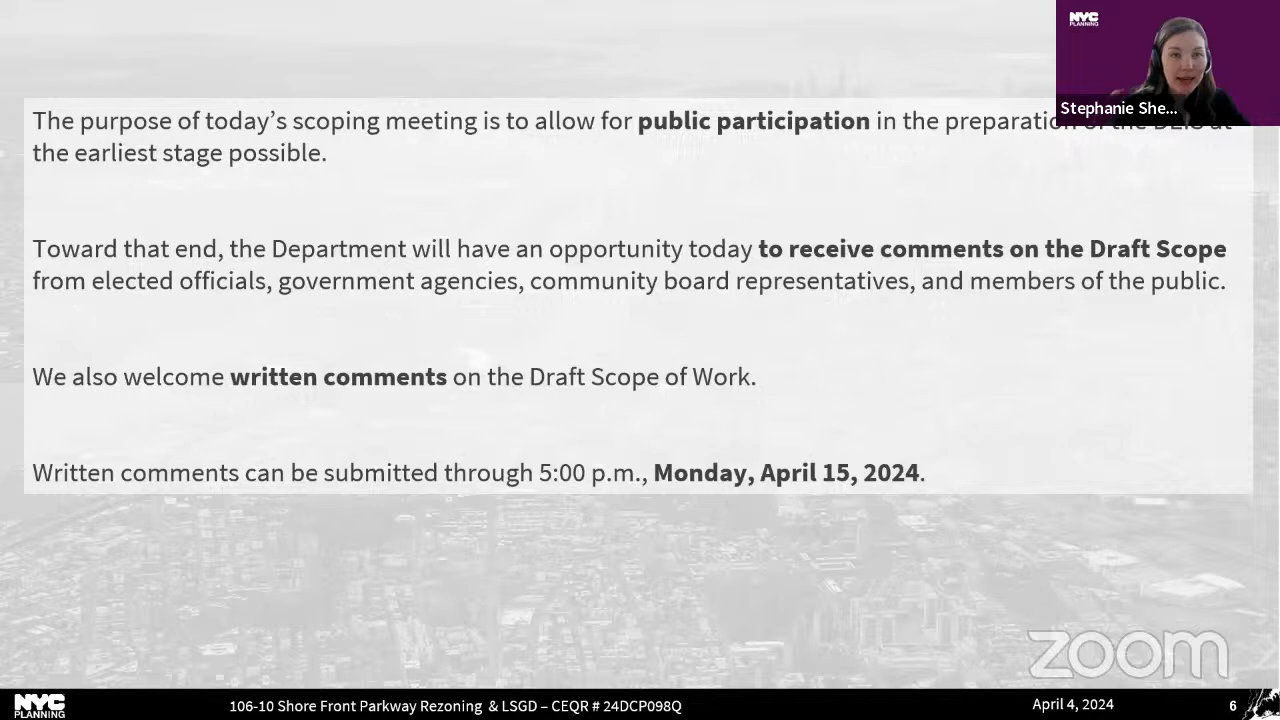 NYC
PLANNING
Stephanie She...
The purpose of today's scoping meeting is to allow for public participation in the preparation of the DEIS at
the earliest stage possible.
Toward that end, the Department will have an opportunity today to receive comments on the Draft Scope
from elected officials, government agencies, community board representatives, and members of the public.
We also welcome written comments on the Draft Scope of Work.
Written comments can be submitted through 5:00 p.m., Monday, April 15, 2024.
zoom
NYC
PLANNING
106-10 Shore Front Parkway Rezoning & LSGD – CEQR # 24DCP098Q
April 4, 2024
6